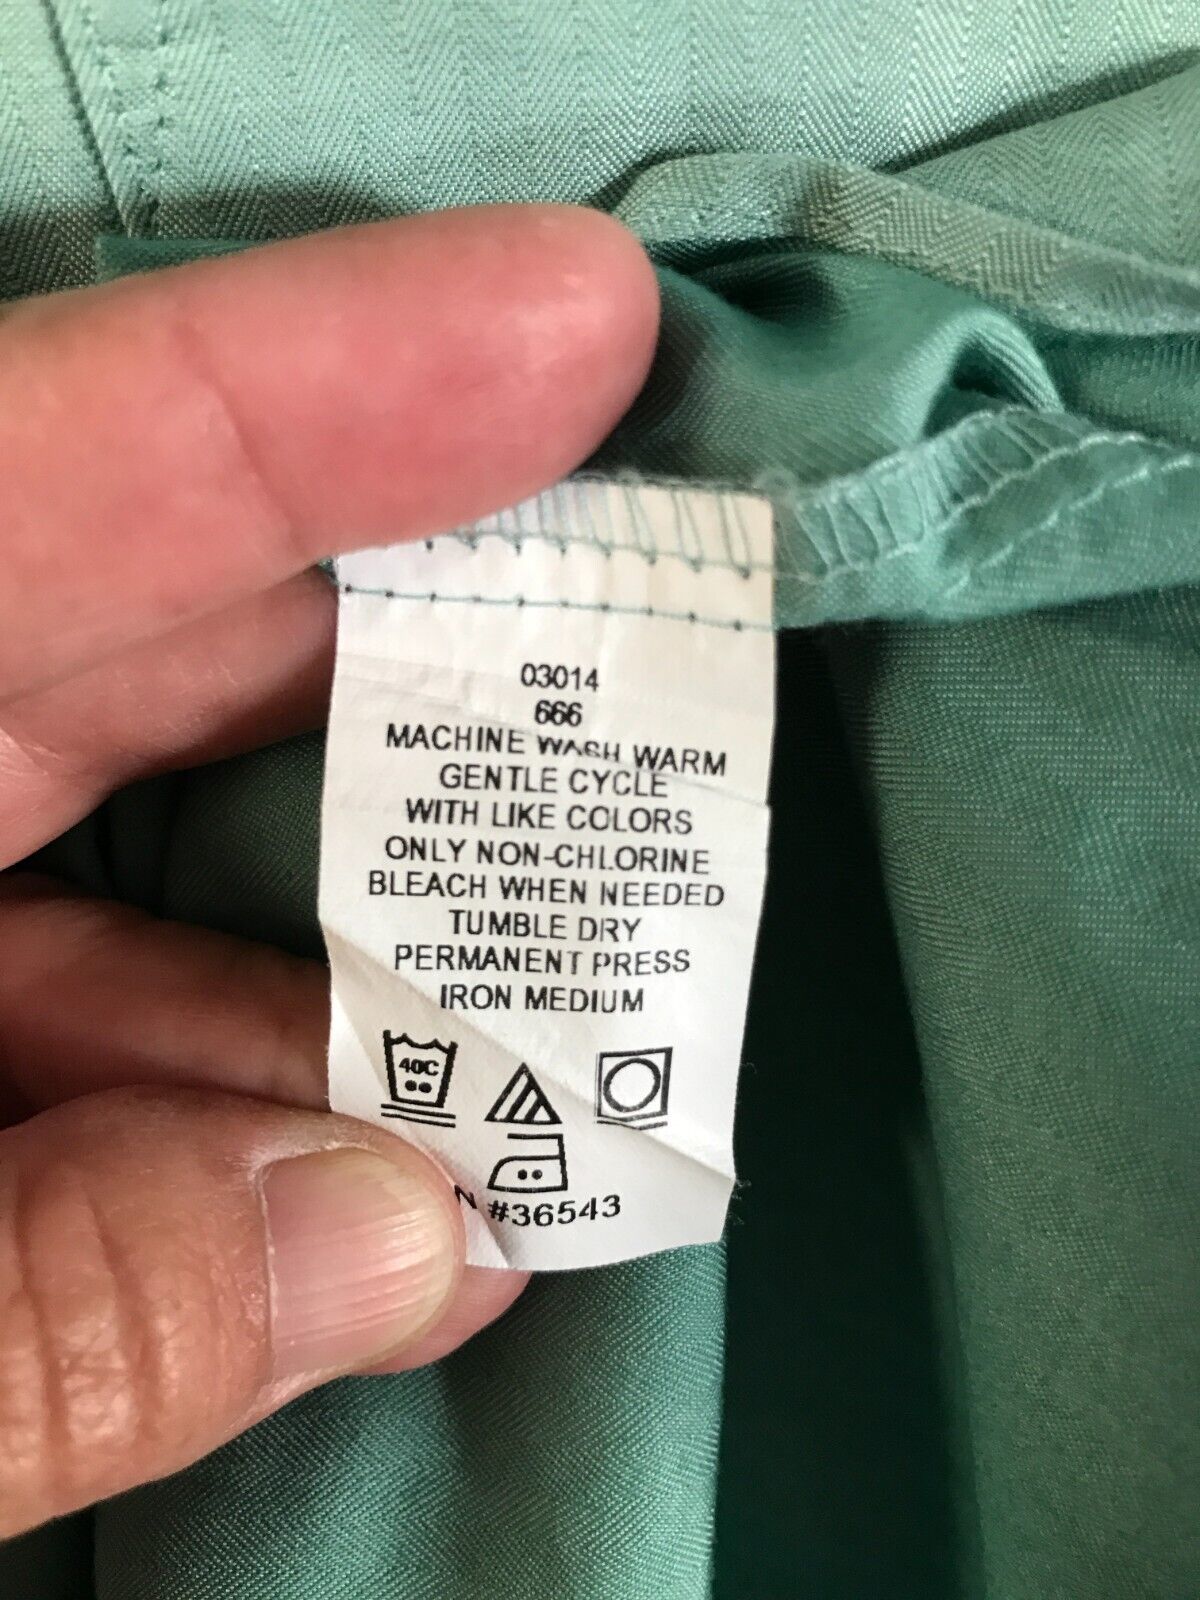 03014
666
MACHINE WASH WARM
GENTLE CYCLE
WITH LIKE COLORS
ONLY NON-CHLORINE
BLEACH WHEN NEEDED
TUMBLE DRY
PERMANENT PRESS
IRON MEDIUM
40C
N #36543